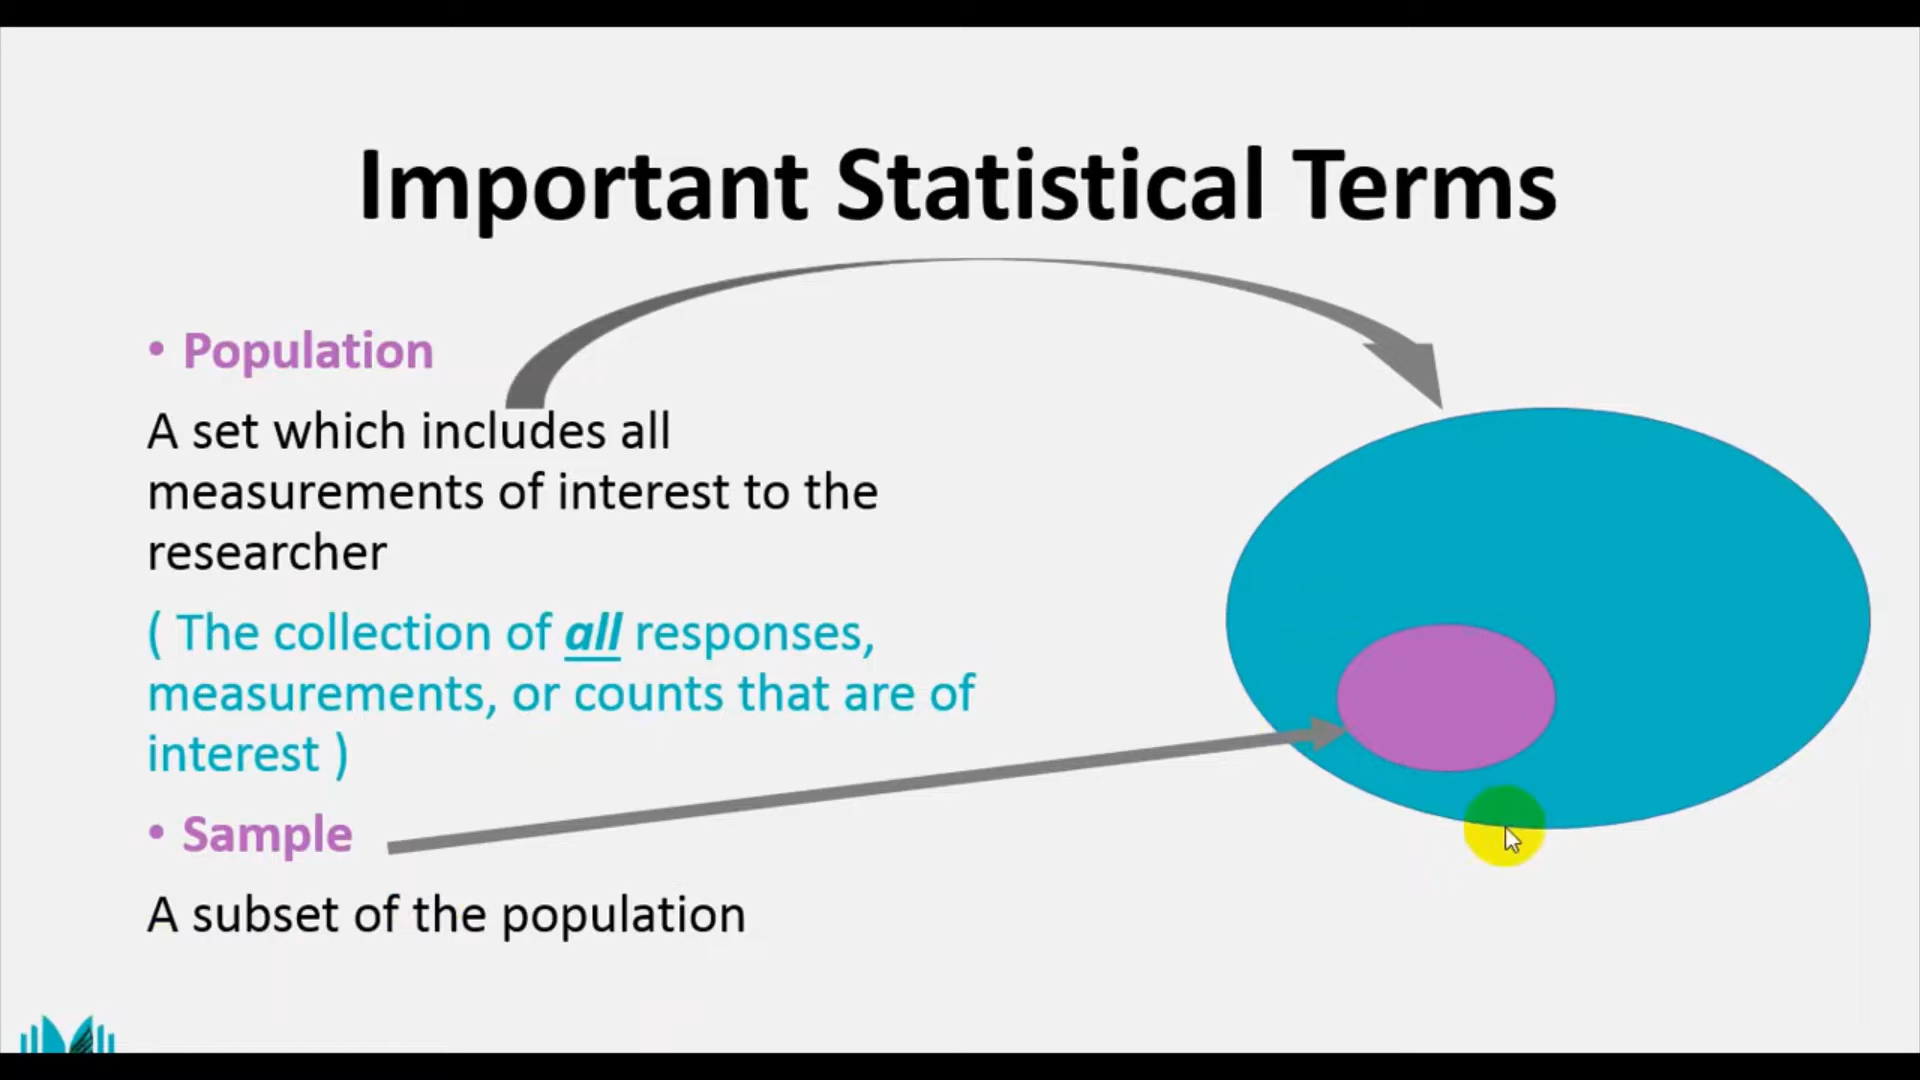 Important Statistical Terms
• Population
A set which includes all
measurements of interest to the
researcher
( The collection of all responses,
measurements, or counts that are of
interest )
• Sample
A subset of the population